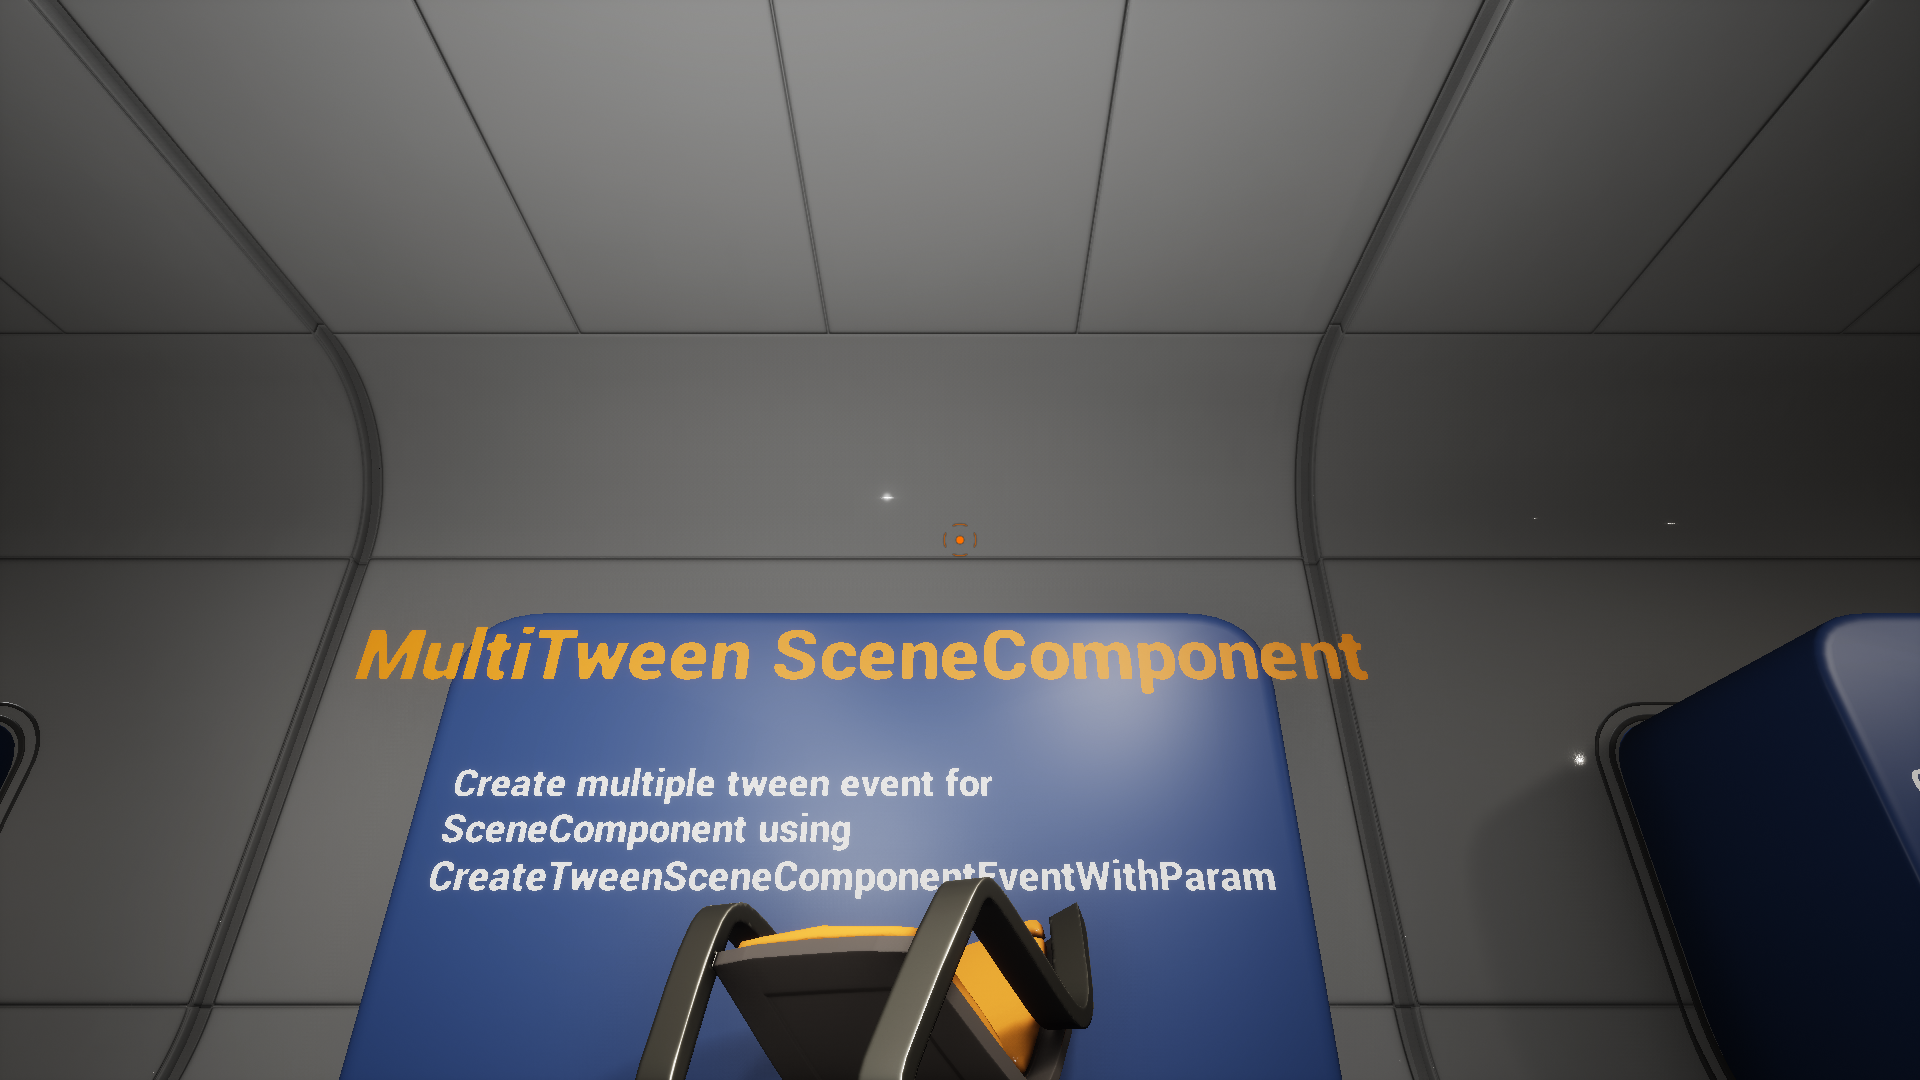 MultiTween SceneComponent
Create multiple tween event for
SceneComponent using
CreateTweenSceneComponentEventWithParam